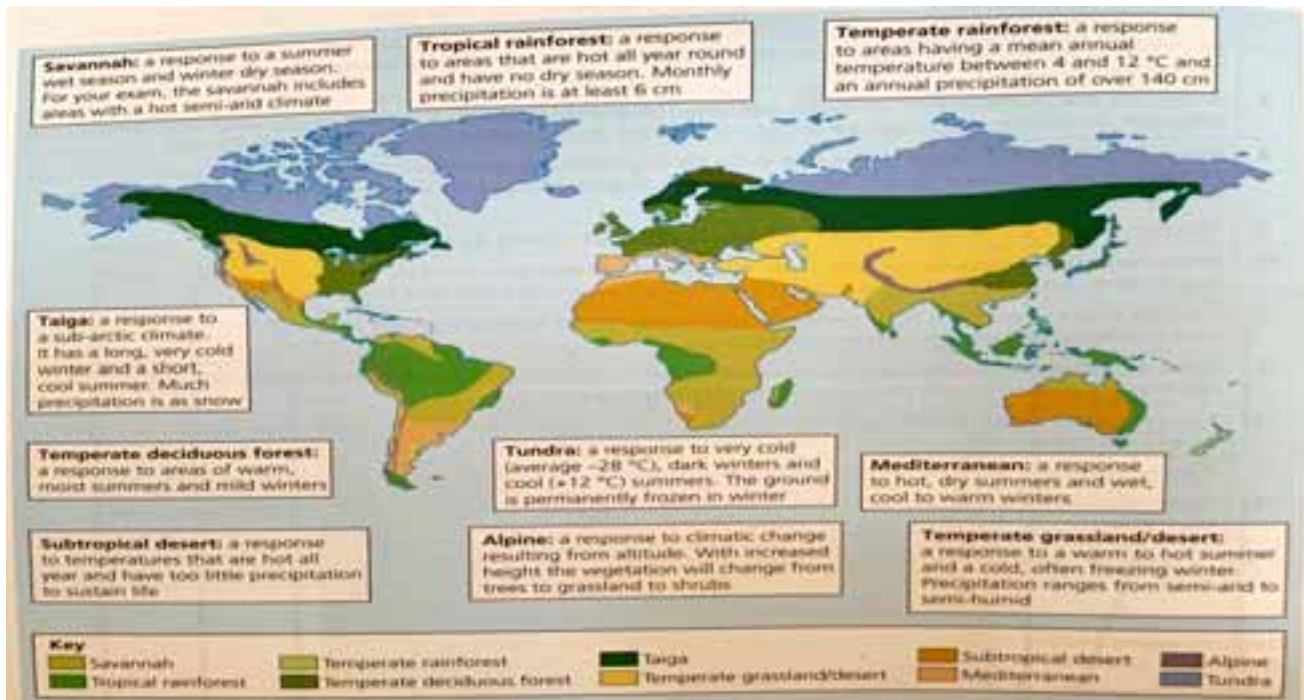 Savannah: a response to a summer
wet season and winter dry season.
For your exam, the savannah includes
areas with a hot semi-arid climate
Tropical rainforest: a response
to areas that are hot all year round
and have no dry season. Monthly
precipitation is at least 6 cm
Temperate rainforest: a response
to areas having a mean annual
temperature between 4 and 12 °C and
an annual precipitation of over 140 cm
Taiga: a response to
a sub-arctic climate.
It has a long, very cold
winter and a short,
cool summer. Much
precipitation is as snow
Temperate deciduous forest:
a response to areas of warm,
moist summers and mild winters
Tundra: a response to very cold
(average –28 °C), dark winters and
cool (+12 °C) summers. The ground
is permanently frozen in winter
Mediterranean: a response
to hot, dry summers and wet,
cool to warm winters
Subtropical desert: a response
to temperatures that are hot all
year and have too little precipitation
to sustain life
Alpine: a response to climatic change
resulting from altitude. With increased
height the vegetation will change from
trees to grassland to shrubs
Temperate grassland/desert:
a response to a warm to hot summer
and a cold, often freezing winter.
Precipitation ranges from semi-arid to
semi-humid
Key
Savannah
Tropical rainforest
Temperate rainforest
Temperate deciduous forest
Taiga
Temperate grassland/desert
Subtropical desert
Mediterranean
Alpine
Tundra